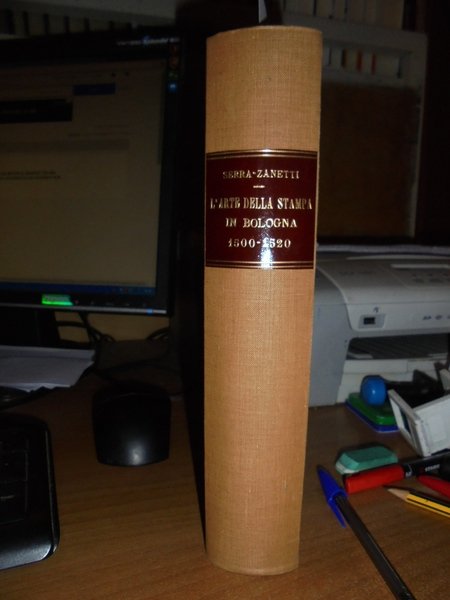 SERRA-ZANETTI
L'ARTE DELLA STAMPA
IN BOLOGNA
1500-1520